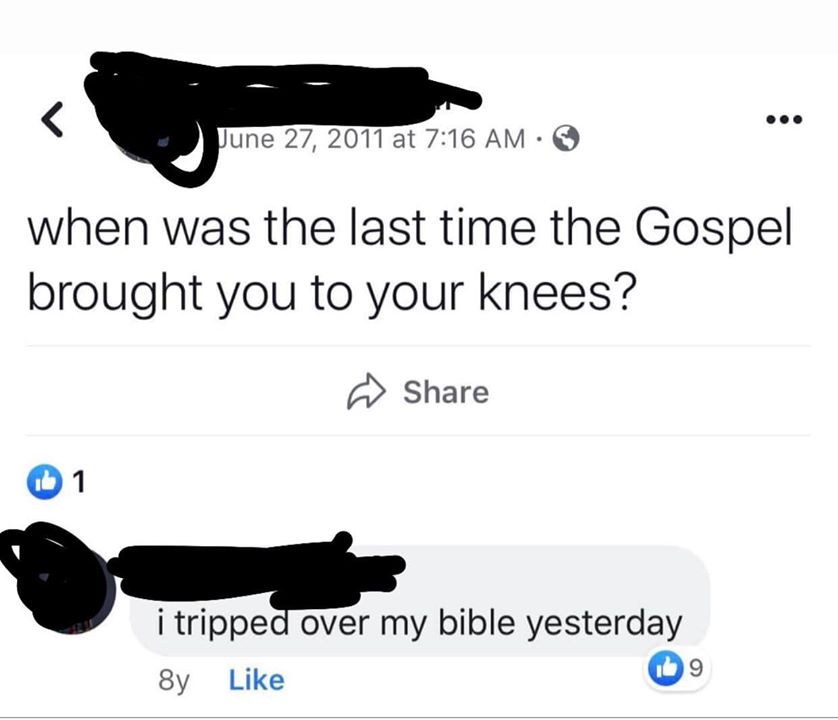 June 27, 2011 at 7:16 AM ·
when was the last time the Gospel
brought you to your knees?
Share
1
i tripped over my bible yesterday
8y Like
9